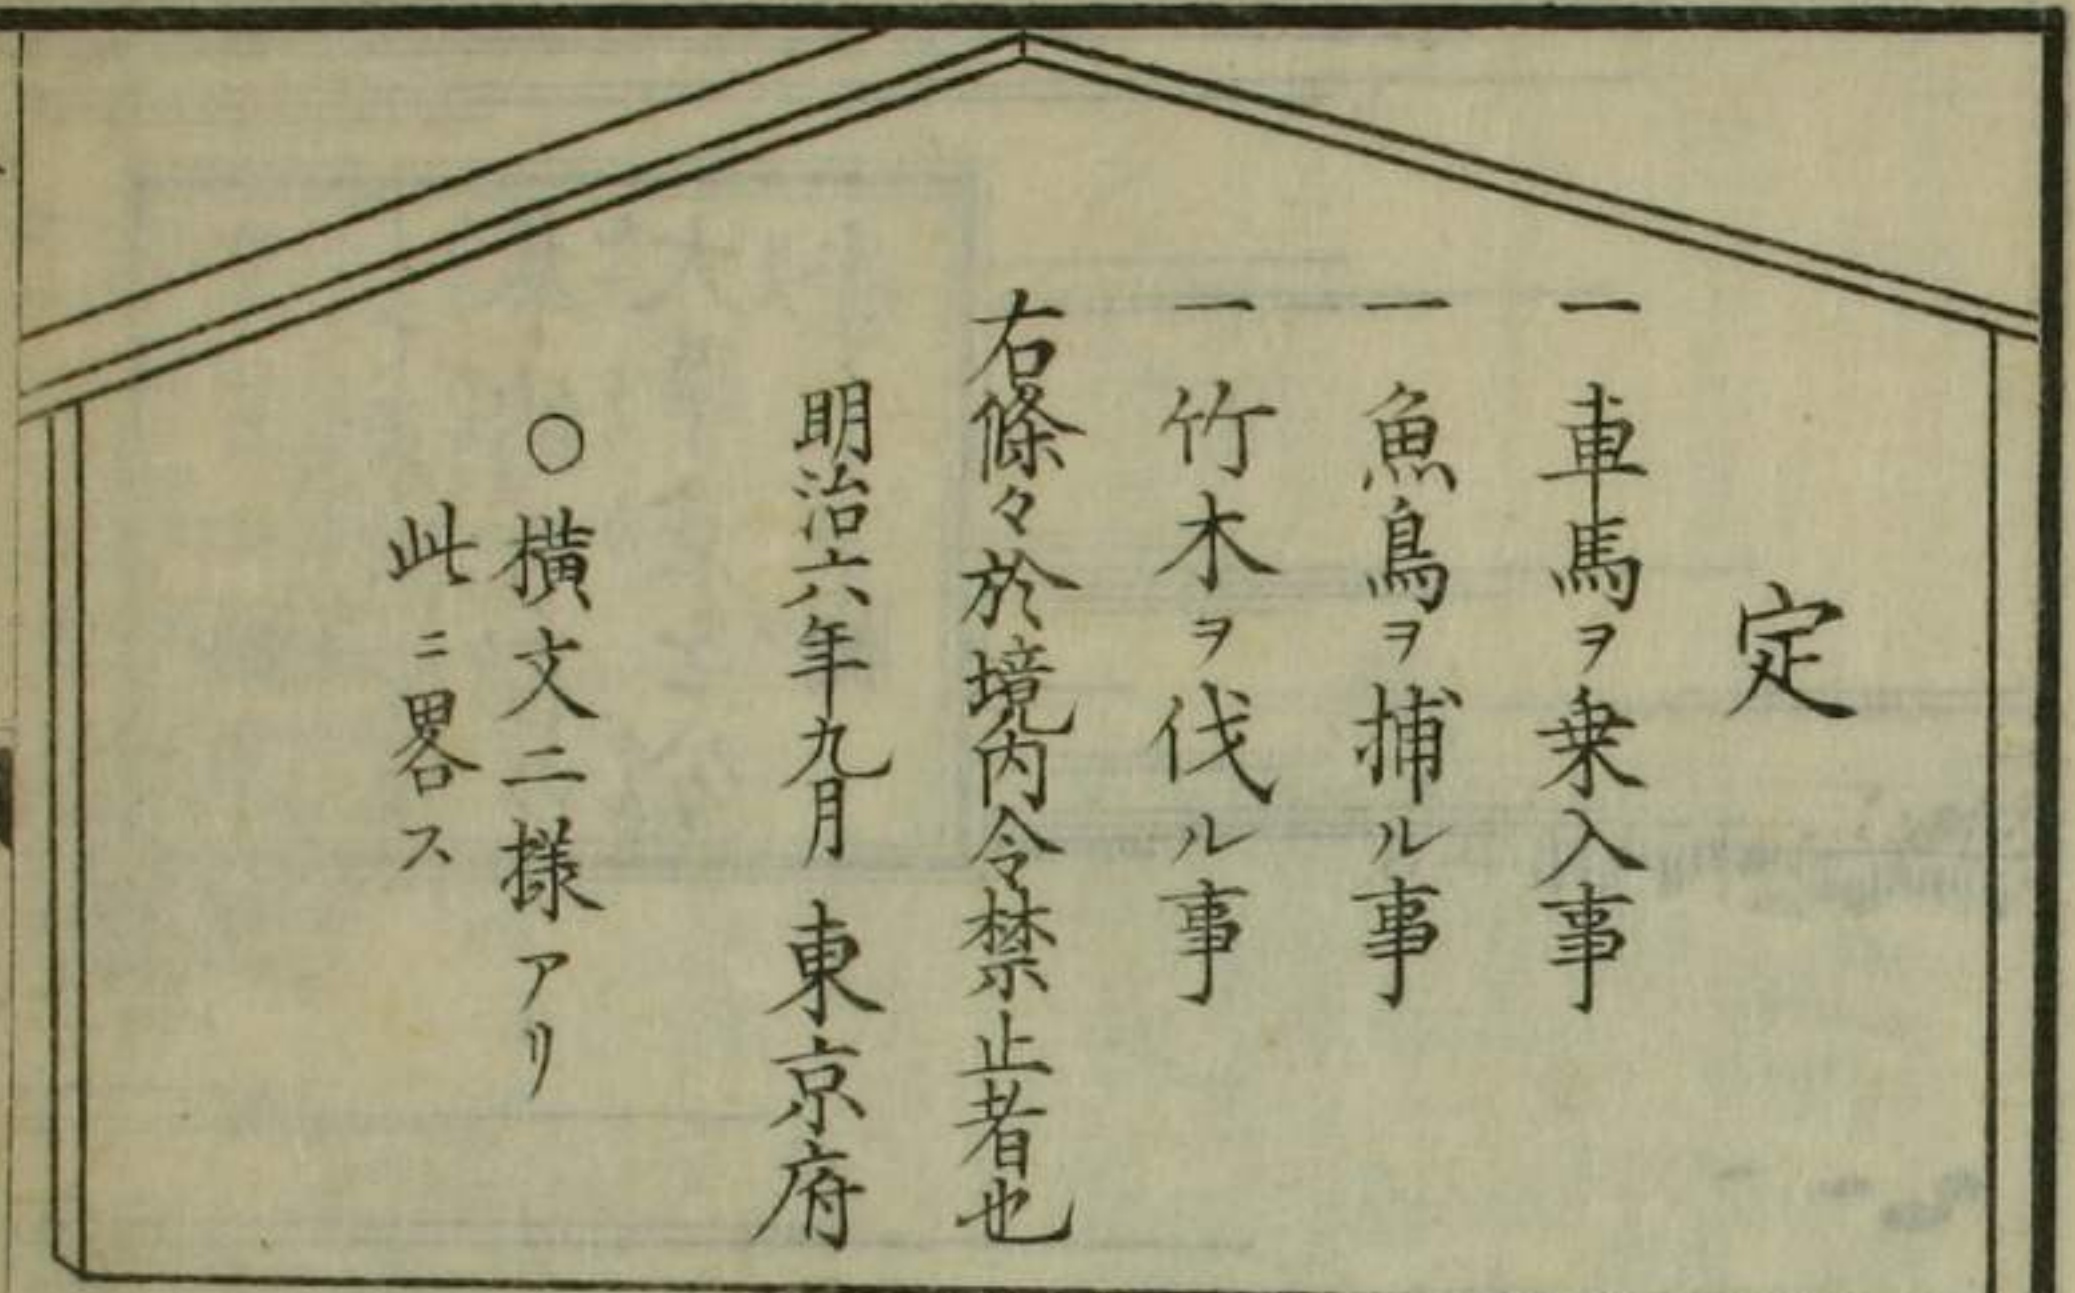 定
一 車馬ヲ乗入事
一 魚鳥ヲ捕ル事
一 竹木ヲ伐ル事
右條々於境内令禁止者也
明治六年九月 東京府
○横文二様アリ
此ニ畧ス